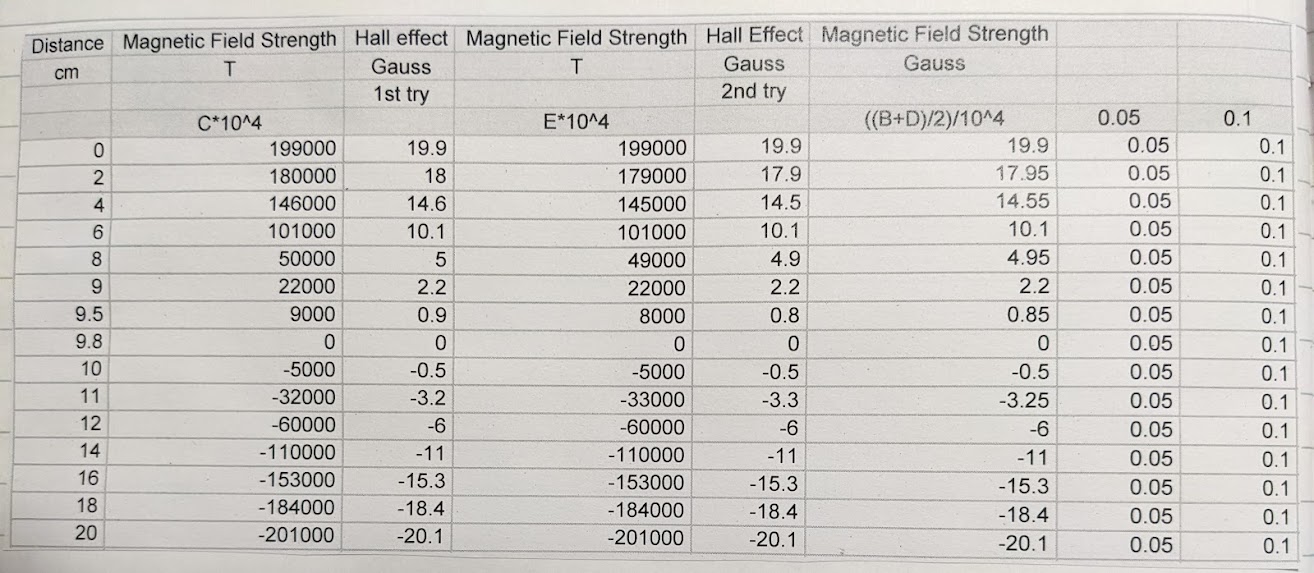 Distance Magnetic Field Strength Hall effect Magnetic Field Strength Hall Effect Magnetic Field Strength
cm T Gauss T Gauss Gauss
1st try 2nd try
C*10^4 E*10^4 ((B+D)/2)/10^4 0.05 0.1
0 199000 19.9 199000 19.9 19.9 0.05 0.1
2 180000 18 179000 17.9 17.95 0.05 0.1
4 146000 14.6 145000 14.5 14.55 0.05 0.1
6 101000 10.1 101000 10.1 10.1 0.05 0.1
8 50000 5 49000 4.9 4.95 0.05 0.1
9 22000 2.2 22000 2.2 2.2 0.05 0.1
9.5 9000 0.9 8000 0.8 0.85 0.05 0.1
9.8 0 0 0 0 0 0.05 0.1
10 -5000 -0.5 -5000 -0.5 -0.5 0.05 0.1
11 -32000 -3.2 -33000 -3.3 -3.25 0.05 0.1
12 -60000 -6 -60000 -6 -6 0.05 0.1
14 -110000 -11 -110000 -11 -11 0.05 0.1
16 -153000 -15.3 -153000 -15.3 -15.3 0.05 0.1
18 -184000 -18.4 -184000 -18.4 -18.4 0.05 0.1
20 -201000 -20.1 -201000 -20.1 -20.1 0.05 0.1